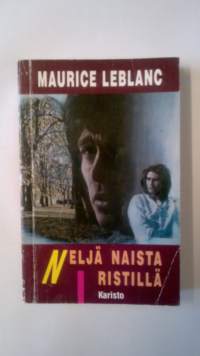 MAURICE LEBLANC
NELJÄ NAISTA
RISTILLÄ
Karisto